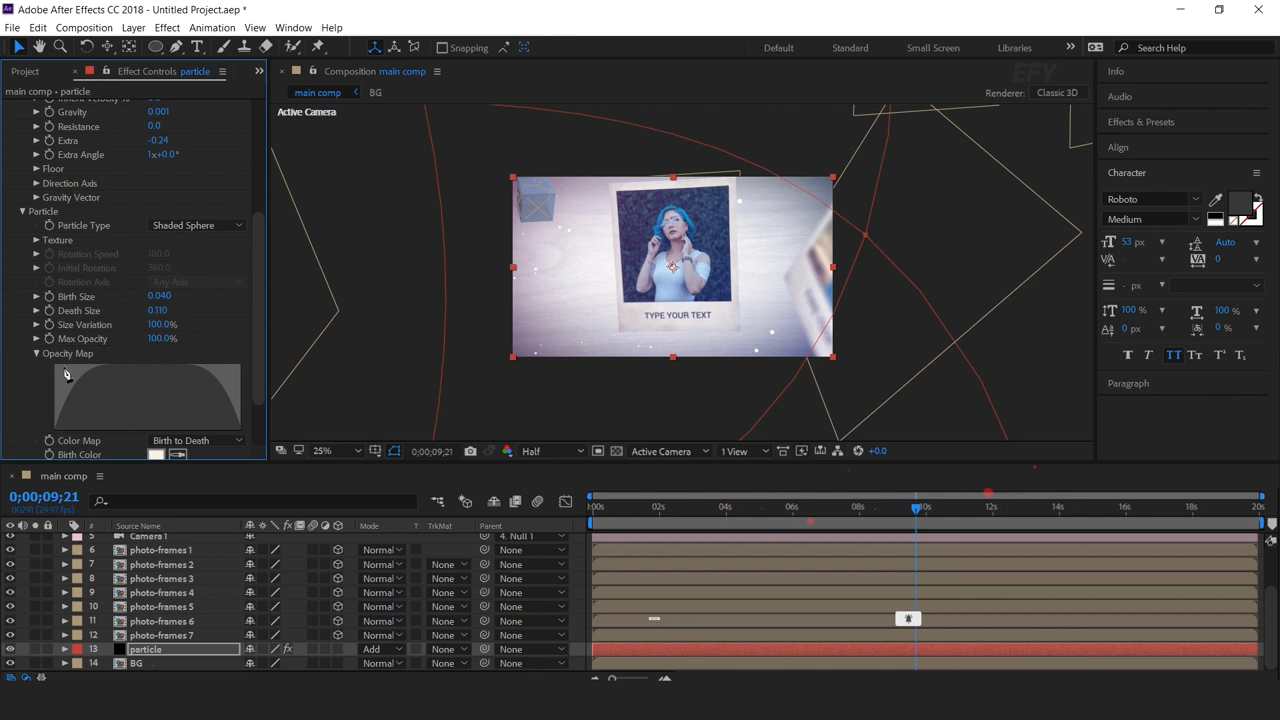 Adobe After Effects CC 2018 - Untitled Project.aep *
File Edit Composition Layer Effect Animation View Window Help
Snapping Default Standard Small Screen Libraries Search Help
Project Effect Controls particle
main comp • particle
Gravity 0.001
Resistance 0.0
Extra -0.24
Extra Angle 1x+0.0°
Floor
Direction Axis
Gravity Vector
Particle
Particle Type Shaded Sphere
Texture
Rotation Speed 180.0
Initial Rotation 360.0
Rotation Axis Any Axis
Birth Size 0.040
Death Size 0.110
Size Variation 100.0%
Max Opacity 100.0%
Opacity Map
Color Map Birth to Death
Birth Color
Composition main comp
main comp BG
EFY
Renderer: Classic 3D
Active Camera
TYPE YOUR TEXT
25% 0;00;09;21 Half Active Camera 1 View +0.0
Info
Audio
Effects & Presets
Align
Character
Roboto
Medium
53 px Auto
0
- px
100 % 100 %
0 px 0 %
T T TT Tт T¹ T₁
Paragraph
main comp
0;00;09;21
00291 (29.97 fps)
# Source Name fx Mode T TrkMat Parent
:00s 02s 04s 06s 08s 10s 12s 14s 16s 18s 20s
5 Camera 1 4. Null 1
6 photo-frames 1 Normal None
7 photo-frames 2 Normal None None
8 photo-frames 3 Normal None None
9 photo-frames 4 Normal None None
10 photo-frames 5 Normal None None
11 photo-frames 6 Normal None None
12 photo-frames 7 Normal None None
13 particle fx Add None None
14 BG Normal None None